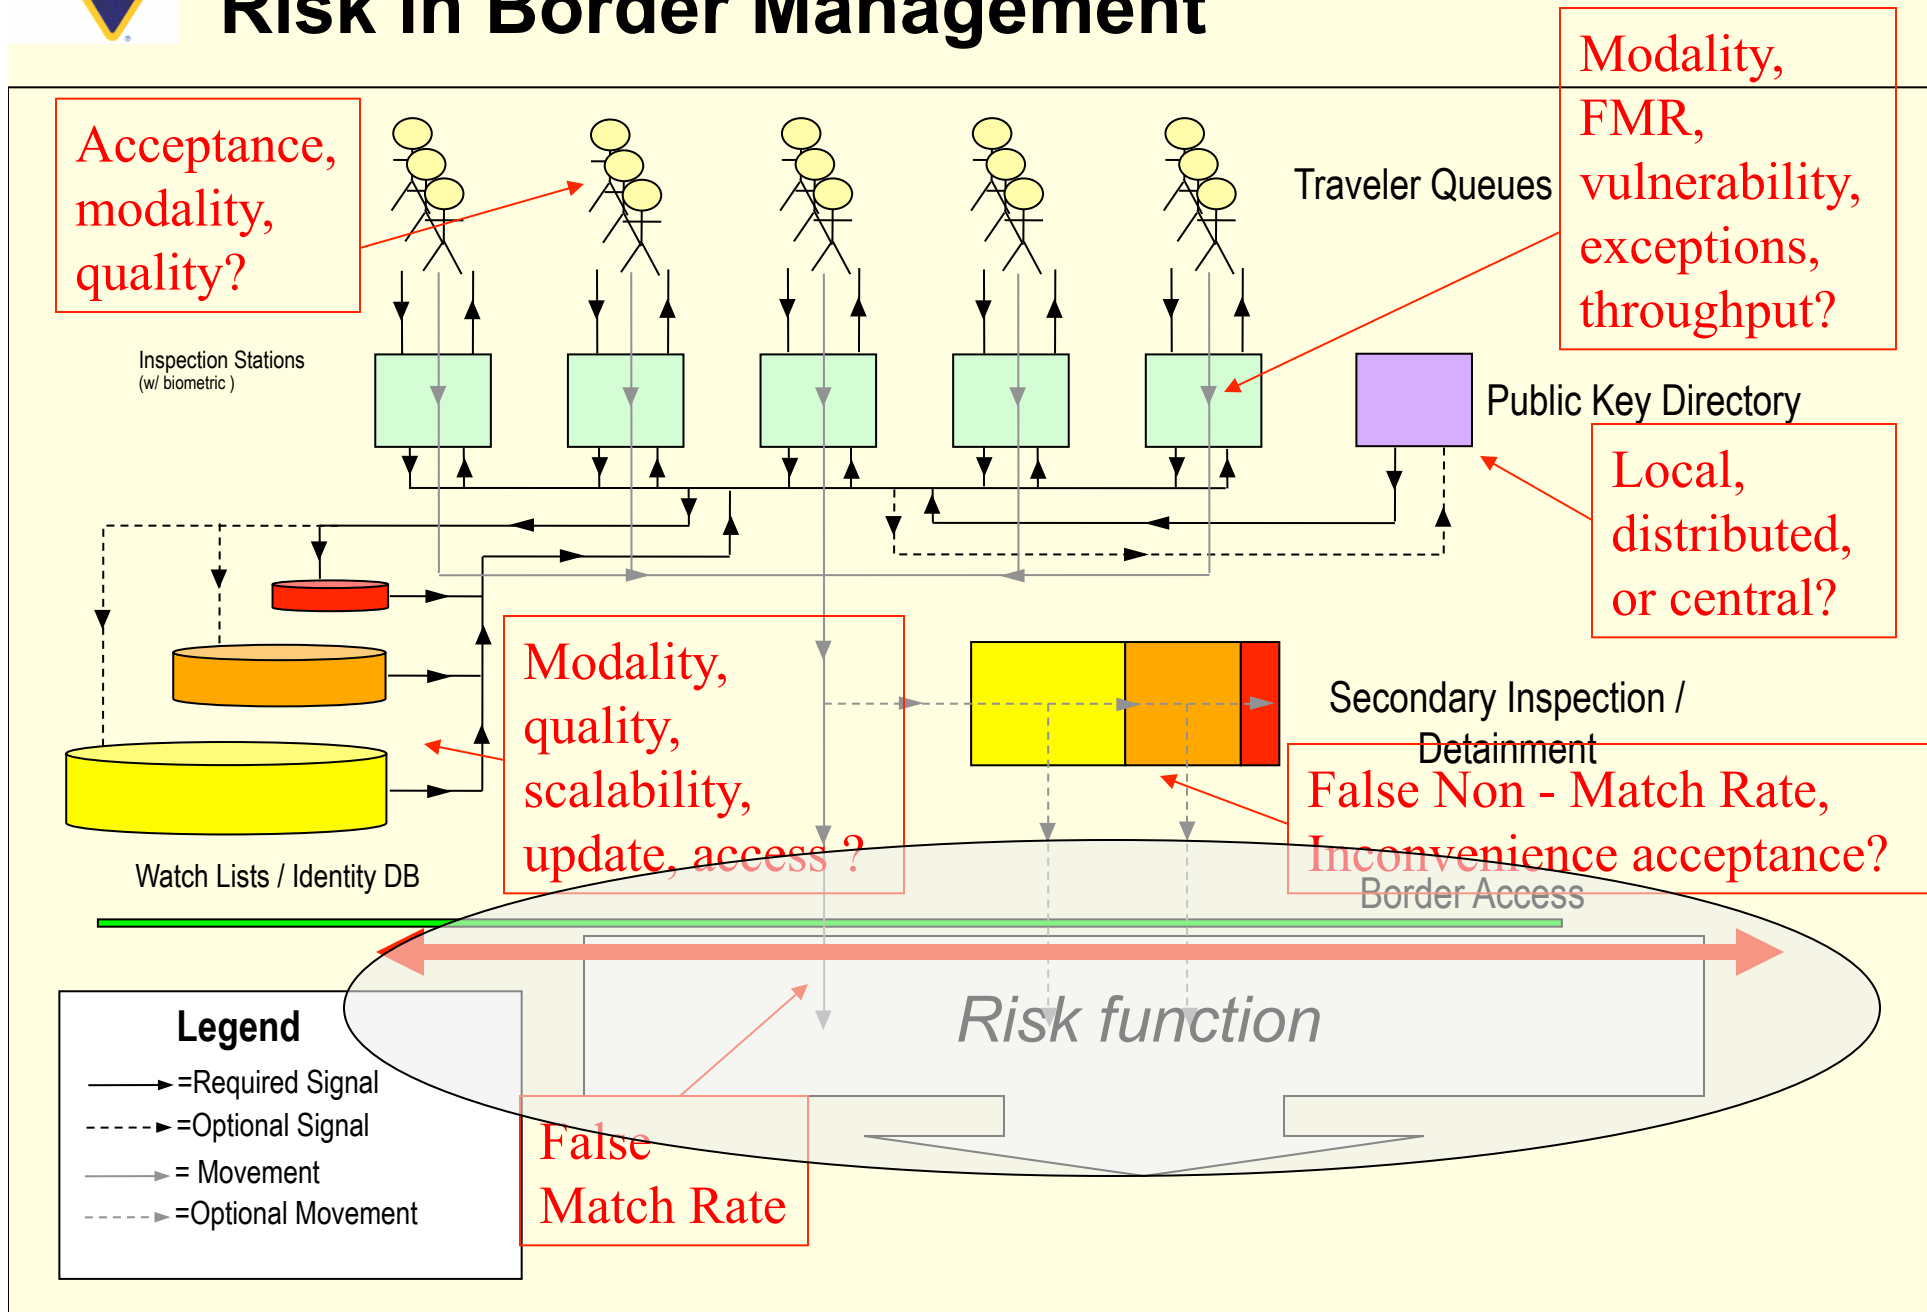 Risk in Border Management
Modality,
FMR,
vulnerability,
exceptions,
throughput?
Acceptance,
modality,
quality?
Traveler Queues
Inspection Stations
(w/ biometric )
Public Key Directory
Local,
distributed,
or central?
Modality,
quality,
scalability,
update, access ?
Secondary Inspection /
Detainment
False Non - Match Rate,
Inconvenience acceptance?
Watch Lists / Identity DB
Border Access
Risk function
Legend
=Required Signal
=Optional Signal
= Movement
=Optional Movement
False
Match Rate
®